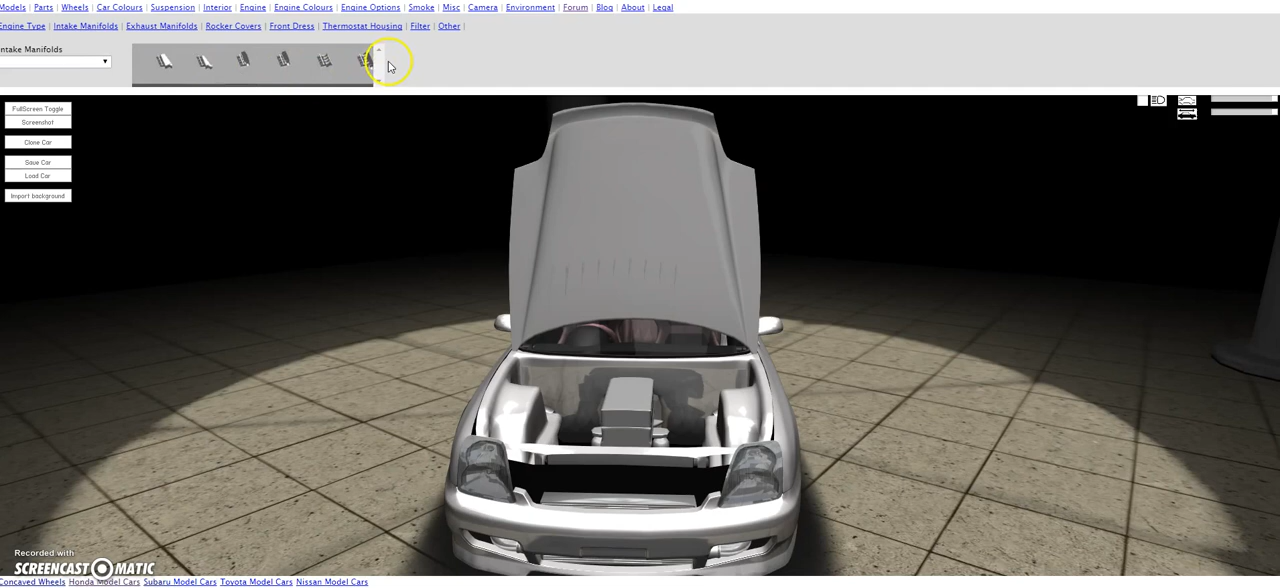 Models | Parts | Wheels | Car Colours | Suspension | Interior | Engine | Engine Colours | Engine Options | Smoke | Misc | Camera | Environment | Forum | Blog | About | Legal
Engine Type | Intake Manifolds | Exhaust Manifolds | Rocker Covers | Front Dress | Thermostat Housing | Filter | Other |
ntake Manifolds
FullScreen Toggle
Screenshot
Clone Car
Save Car
Load Car
Import background
Recorded with
SCREENCAST MATIC
Concaved Wheels Honda Model Cars Subaru Model Cars Toyota Model Cars Nissan Model Cars